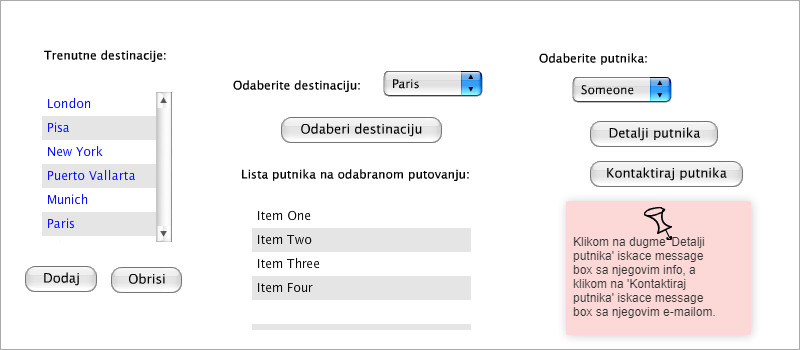 Trenutne destinacije:
London
Pisa
New York
Puerto Vallarta
Munich
Paris
Dodaj
Obrisi
Odaberite destinaciju:
Paris
Odaberi destinaciju
Lista putnika na odabranom putovanju:
Item One
Item Two
Item Three
Item Four
Odaberite putnika:
Someone
Detalji putnika
Kontaktiraj putnika
Klikom na dugme 'Detalji
putnika' iskace message
box sa njegovim info, a
klikom na 'Kontaktiraj
putnika' iskace message
box sa njegovim e-mailom.